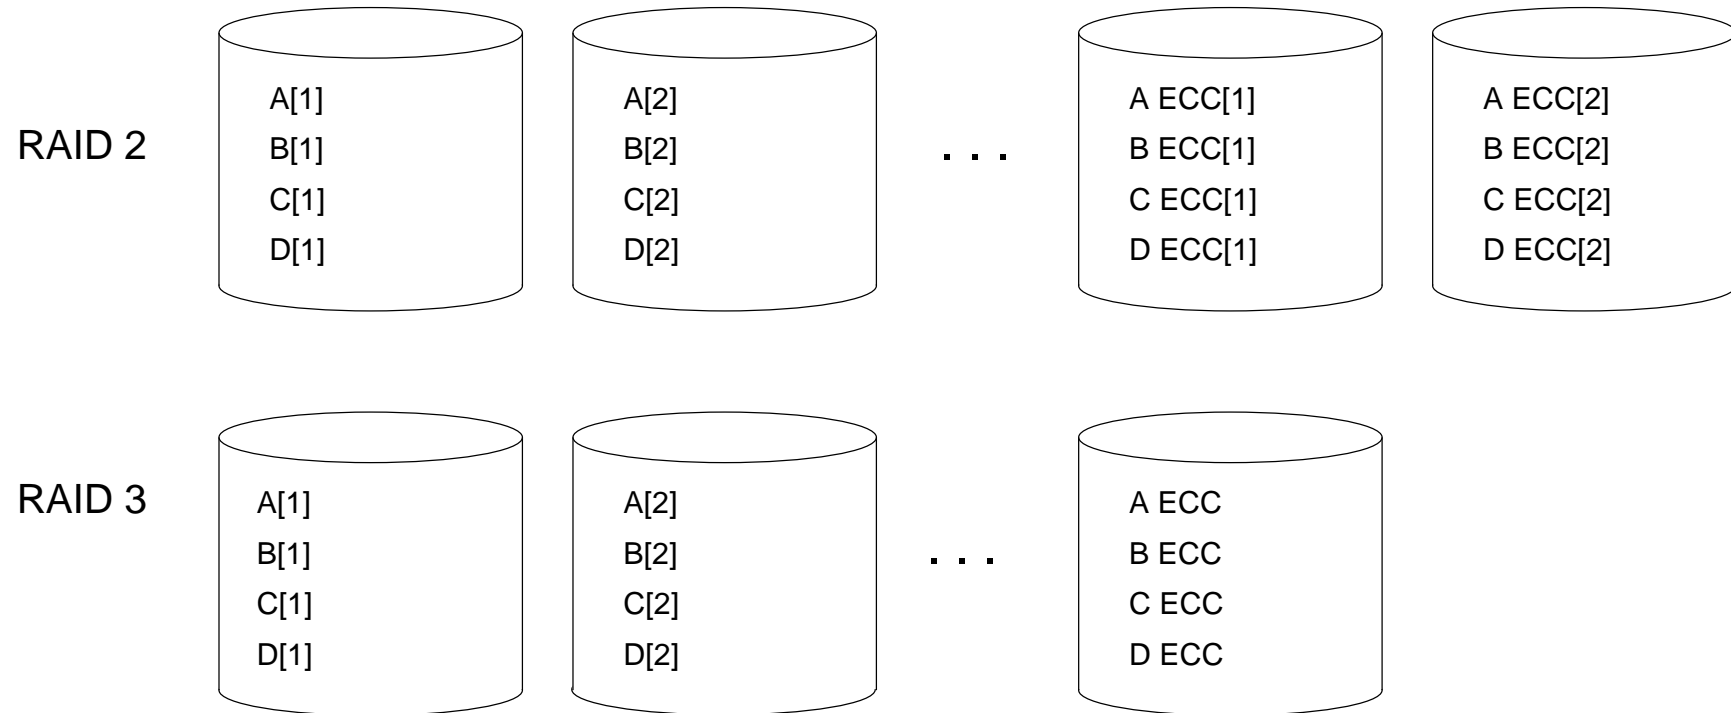 RAID 2
A[1]
B[1]
C[1]
D[1]
A[2]
B[2]
C[2]
D[2]
. . .
A ECC[1]
B ECC[1]
C ECC[1]
D ECC[1]
A ECC[2]
B ECC[2]
C ECC[2]
D ECC[2]
RAID 3
A[1]
B[1]
C[1]
D[1]
A[2]
B[2]
C[2]
D[2]
. . .
A ECC
B ECC
C ECC
D ECC